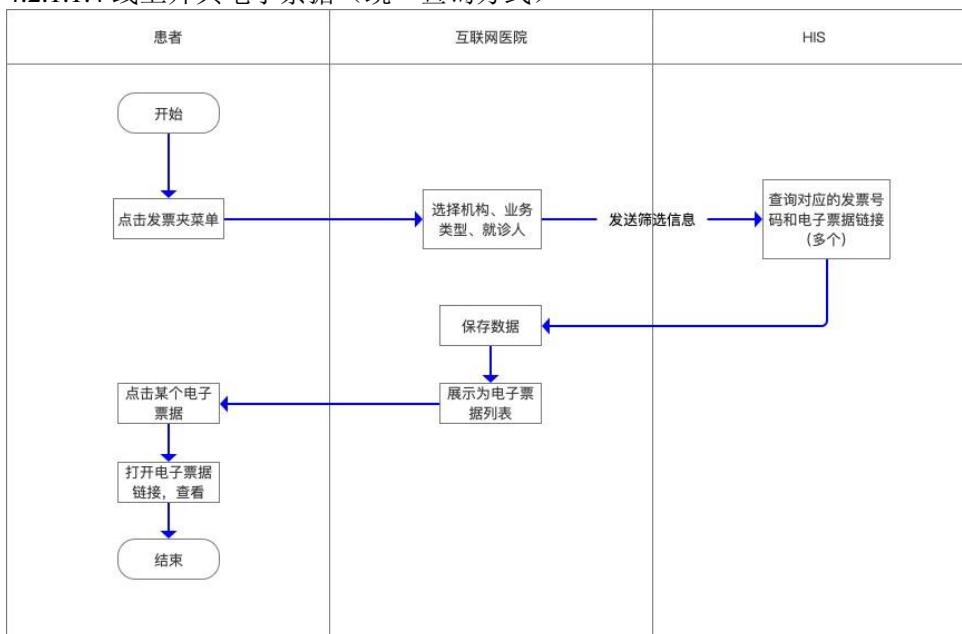 患者
互联网医院
HIS
开始
点击发票夹菜单
选择机构、业务
类型、就诊人
发送筛选信息
查询对应的发票号
码和电子票据链接
(多个)
保存数据
展示为电子票
据列表
点击某个电子
票据
打开电子票据
链接，查看
结束